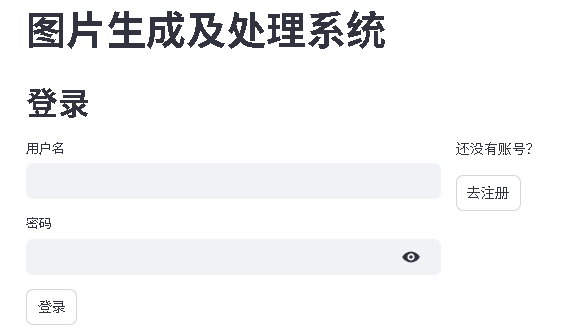 图片生成及处理系统
登录
用户名
密码
登录
还没有账号？
去注册